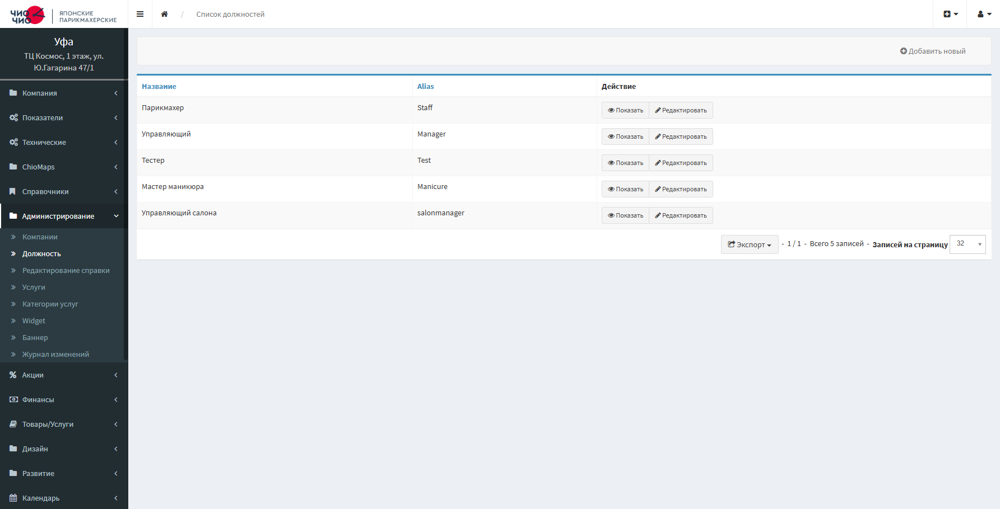 ЧИО
ЧИО
ЯПОНСКИЕ
ПАРИКМАХЕРСКИЕ
/ Список должностей
Уфа
ТЦ Космос, 1 этаж, ул.
Ю.Гагарина 47/1
Компания
Показатели
Технические
ChioMaps
Справочники
Администрирование
Компании
Должность
Редактирование справки
Услуги
Категории услуг
Widget
Баннер
Журнал изменений
Акции
Финансы
Товары/Услуги
Дизайн
Развитие
Календарь
Добавить новый
Название Alias Действие
Парикмахер Staff Показать Редактировать
Управляющий Manager Показать Редактировать
Тестер Test Показать Редактировать
Мастер маникюра Manicure Показать Редактировать
Управляющий салона salonmanager Показать Редактировать
Экспорт - 1 / 1 - Всего 5 записей - Записей на страницу 32